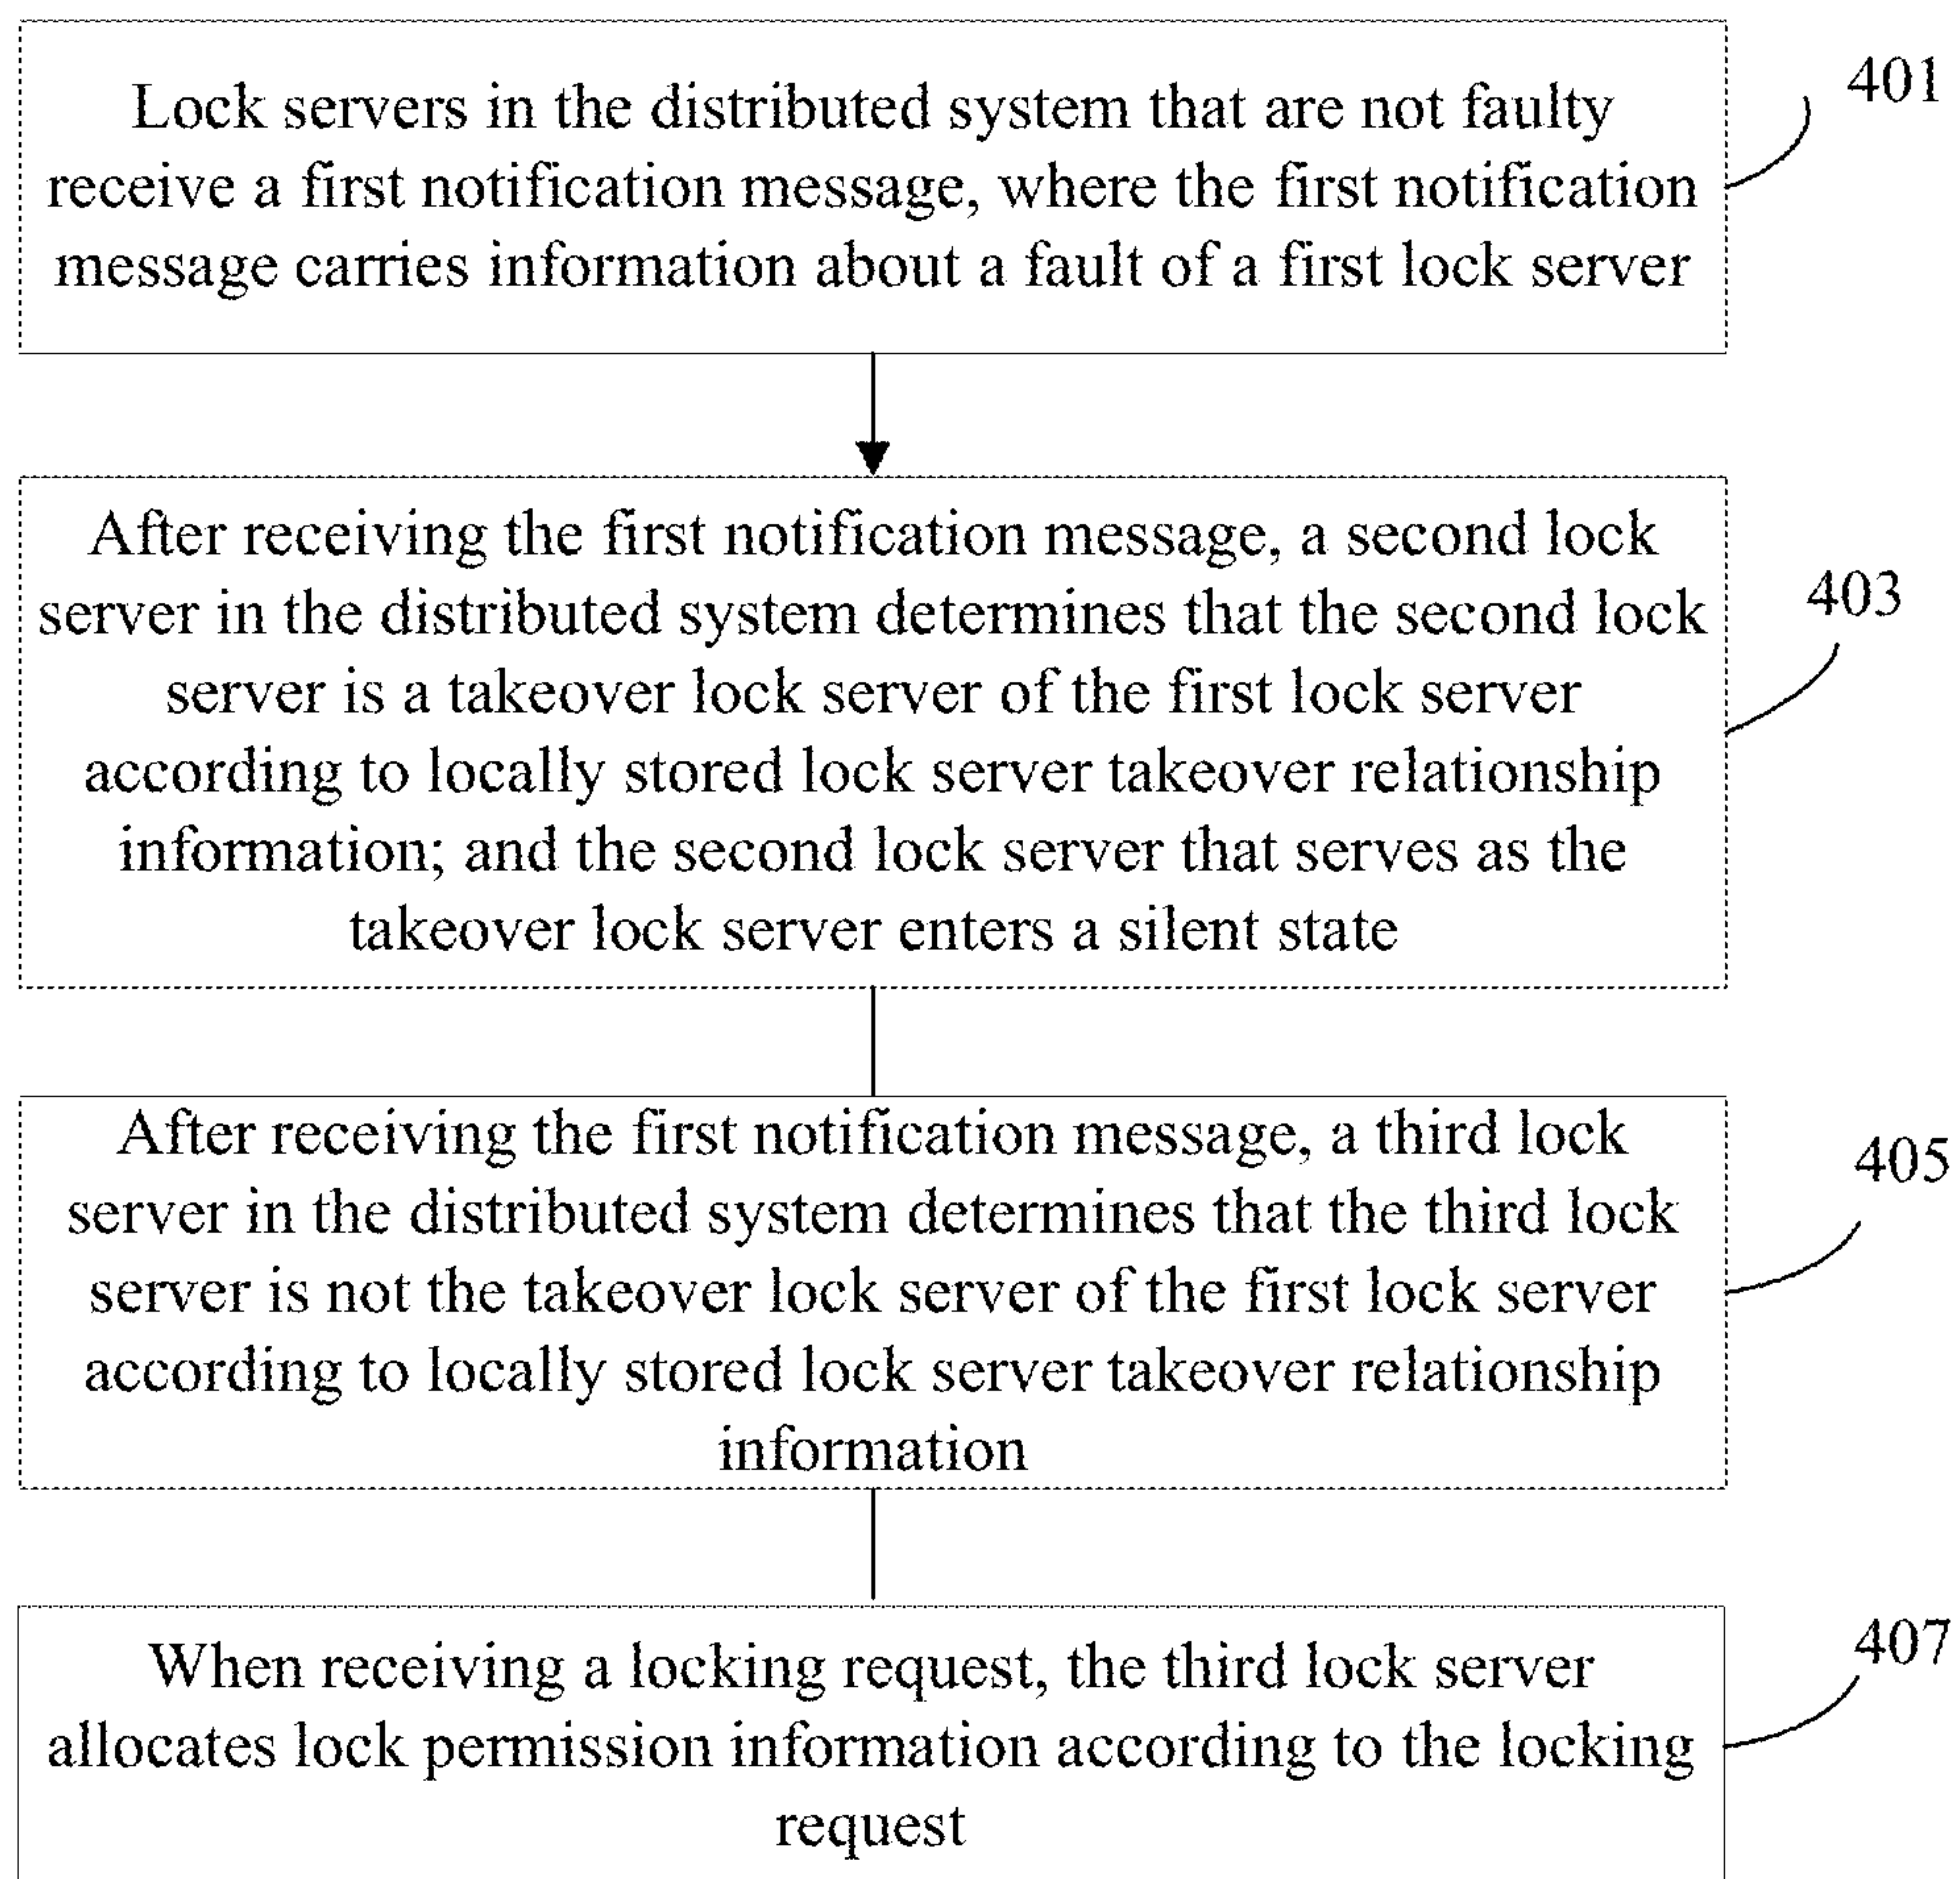 Lock servers in the distributed system that are not faulty
receive a first notification message, where the first notification
message carries information about a fault of a first lock server
401
After receiving the first notification message, a second lock
server in the distributed system determines that the second lock
server is a takeover lock server of the first lock server
according to locally stored lock server takeover relationship
information; and the second lock server that serves as the
takeover lock server enters a silent state
403
After receiving the first notification message, a third lock
server in the distributed system determines that the third lock
server is not the takeover lock server of the first lock server
according to locally stored lock server takeover relationship
information
405
When receiving a locking request, the third lock server
allocates lock permission information according to the locking
request
407